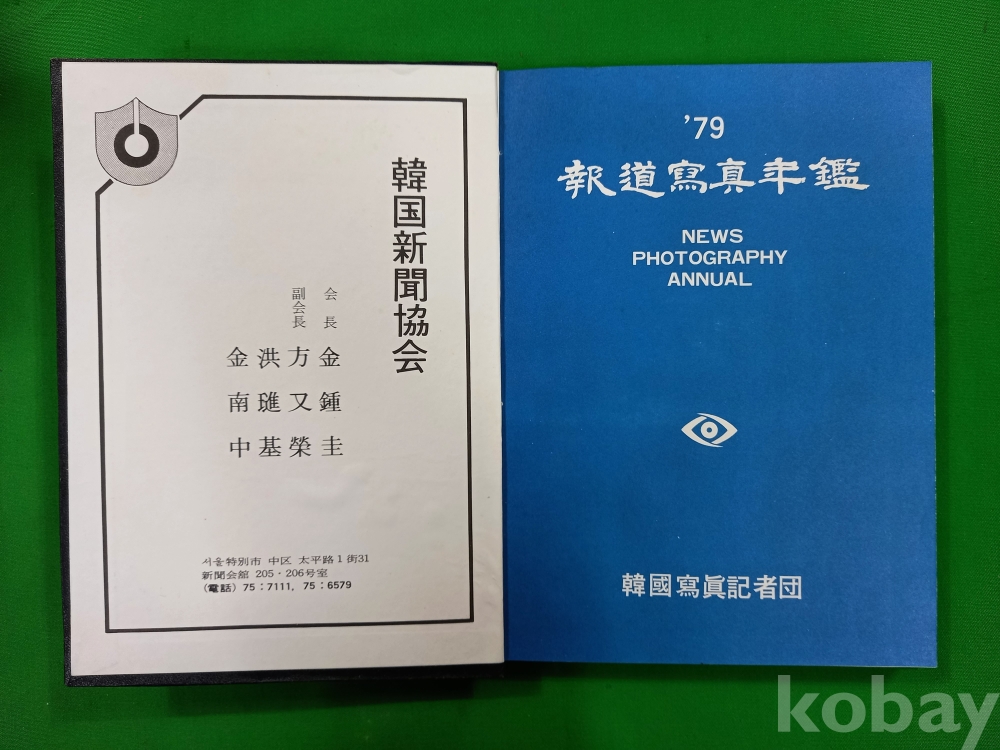 韓国新聞協会
会長
金鍾圭
副会長
方又榮
洪璡基
金南中
서울特別市 中区 太平路1街31
新聞会館 205·206号室
(電話) 75:7111, 75:6579
'79
報道寫真年鑑
NEWS
PHOTOGRAPHY
ANNUAL
韓國寫眞記者団
kobay